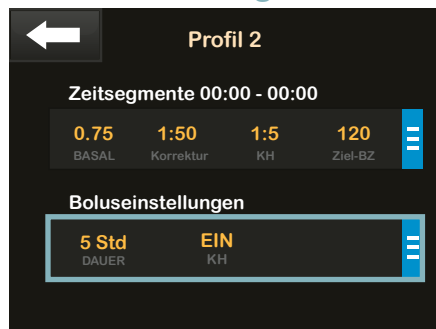 Profil 2
Zeitsegmente 00:00 - 00:00
0.75 1:50 1:5 120
BASAL Korrektur KH Ziel-BZ
Boluseinstellungen
5 Std EIN
DAUER KH